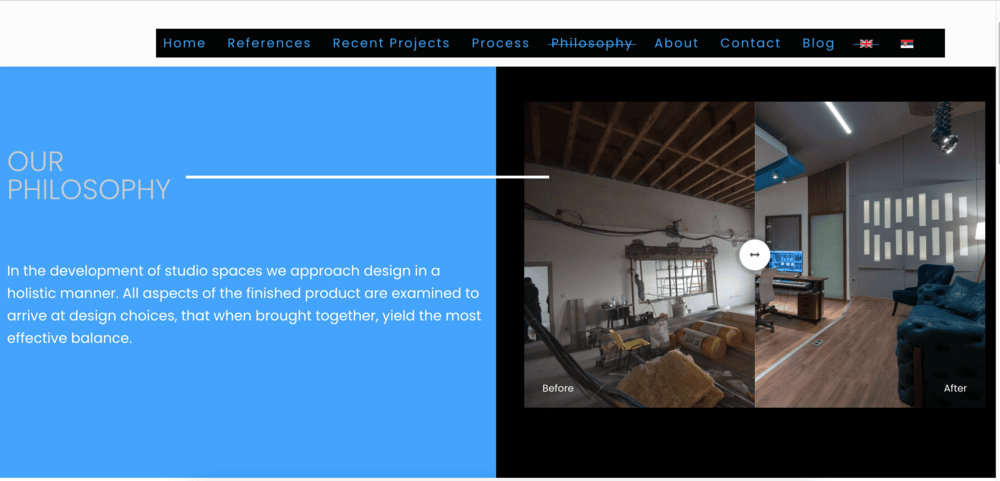 Home References Recent Projects Process Philosophy About Contact Blog
OUR
PHILOSOPHY
In the development of studio spaces we approach design in a
holistic manner. All aspects of the finished product are examined to
arrive at design choices, that when brought together, yield the most
effective balance.
Before
After